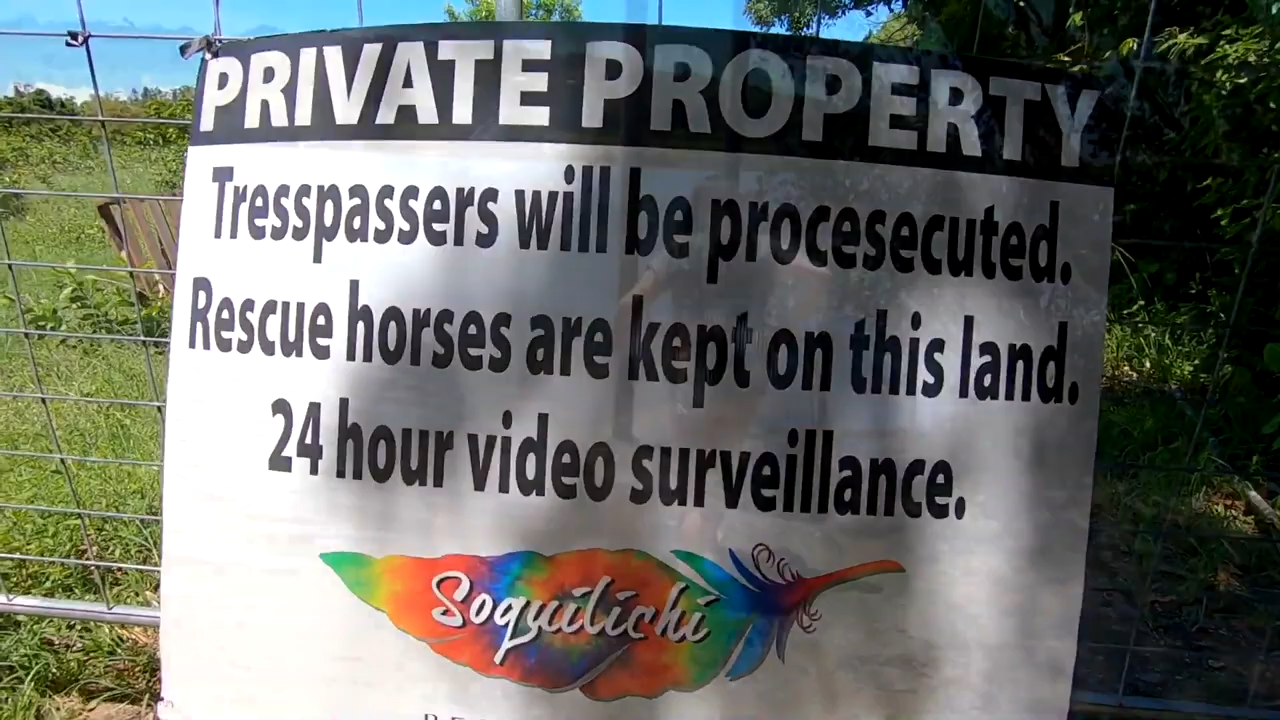 PRIVATE PROPERTY
Tresspassers will be procesecuted.
Rescue horses are kept on this land.
24 hour video surveillance.
Soquilichi